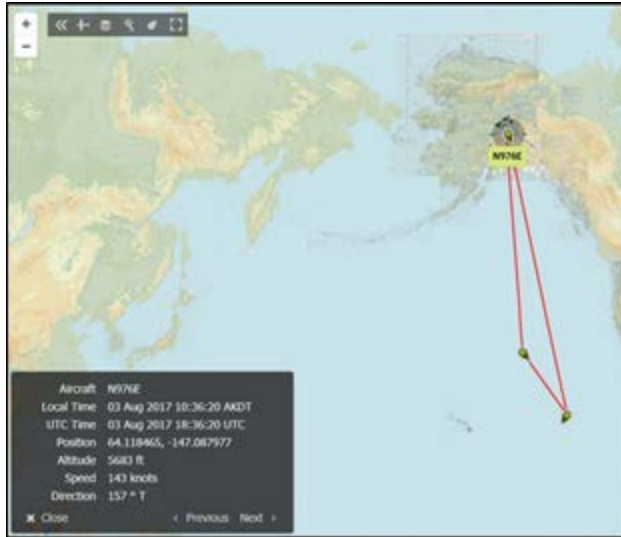 +
−
N976E
Aircraft N976E
Local Time 03 Aug 2017 10:36:20 AKDT
UTC Time 03 Aug 2017 18:36:20 UTC
Position 64.118465, -147.087977
Altitude 5683 ft
Speed 143 knots
Direction 157 ° T
× Close ‹ Previous Next ›